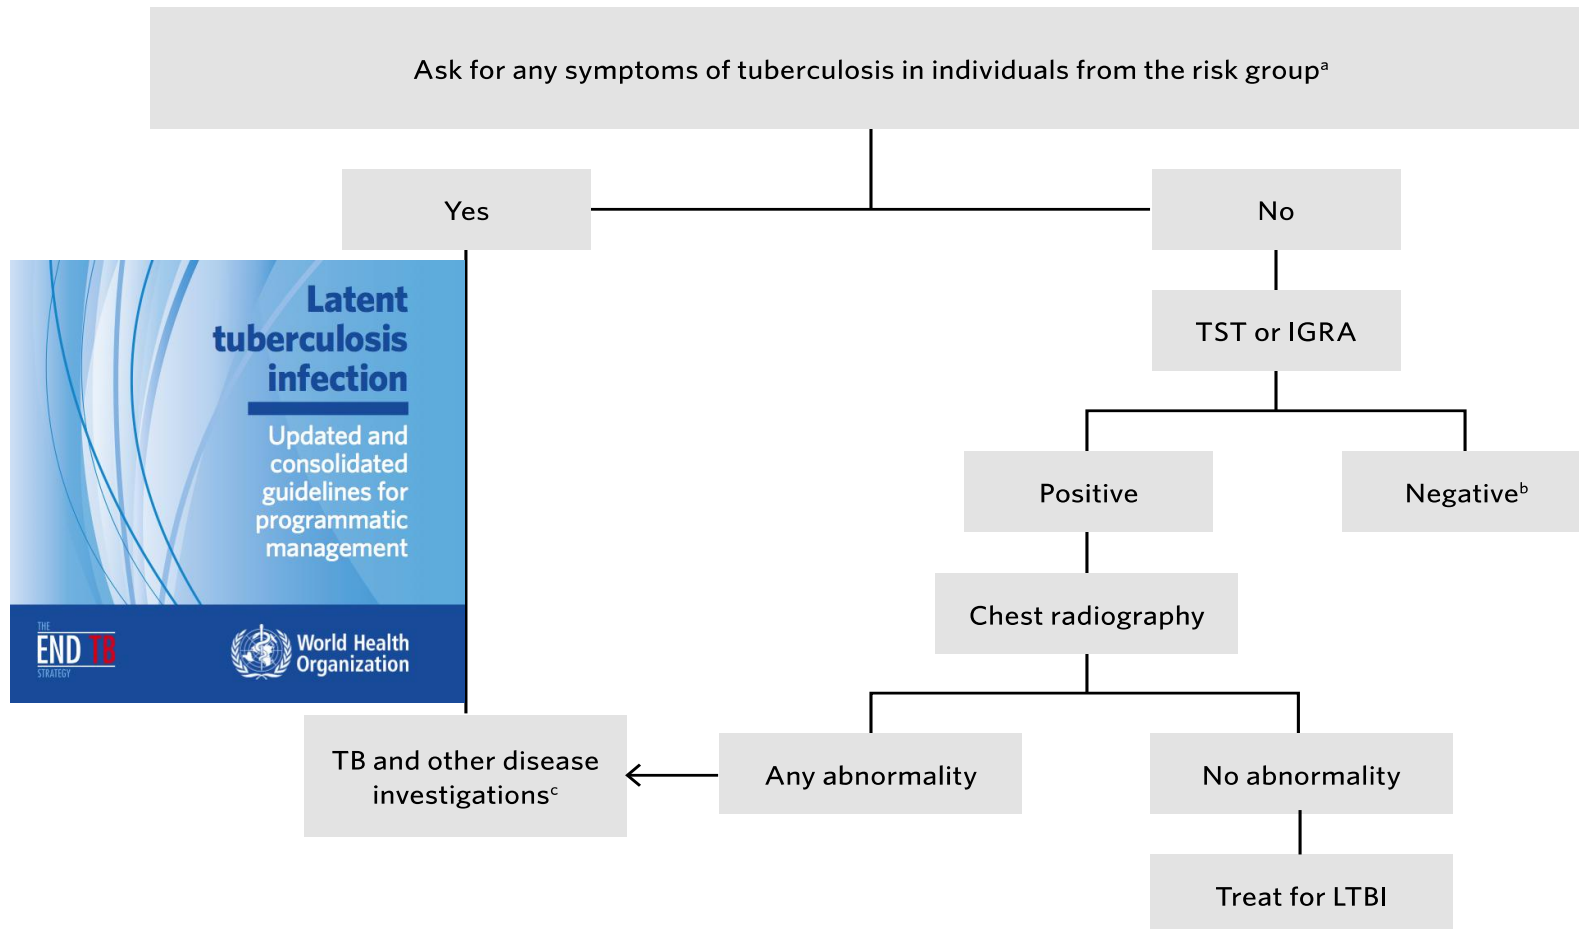 Ask for any symptoms of tuberculosis in individuals from the risk groupᵃ
Yes
No
TST or IGRA
Positive
Negativeᵇ
Chest radiography
Any abnormality
No abnormality
TB and other disease
investigationsᶜ
Treat for LTBI
Latent
tuberculosis
infection
Updated and
consolidated
guidelines for
programmatic
management
THE
END TB
STRATEGY
World Health
Organization